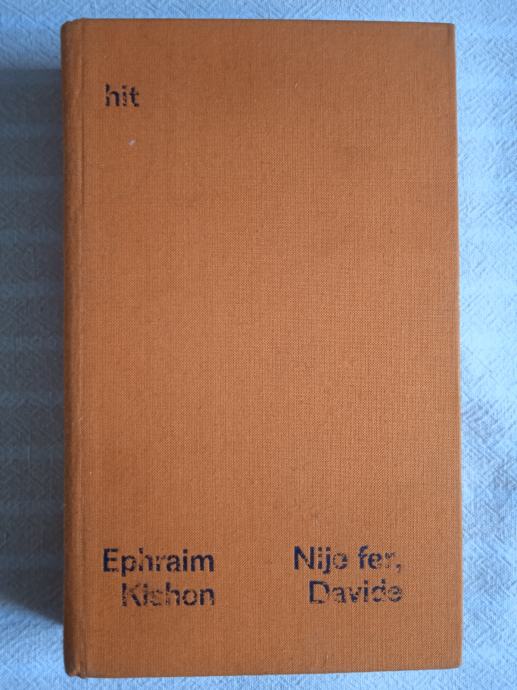 hit
Ephraim
Kishon
Nije fer,
Davide